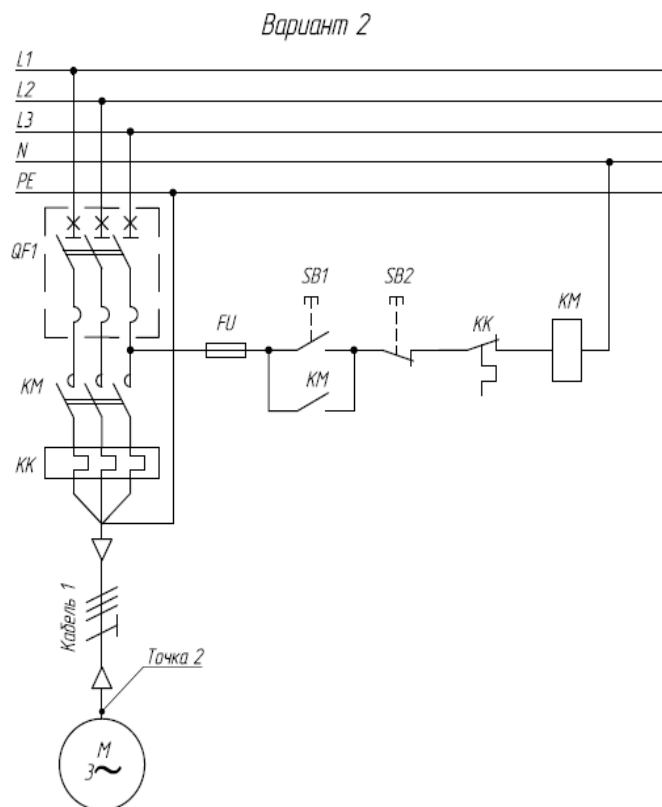 Вариант 2
L1
L2
L3
N
PE
QF1
SB1
SB2
KK
KM
FU
KM
KM
KK
Кабель 1
Точка 2
M
3~